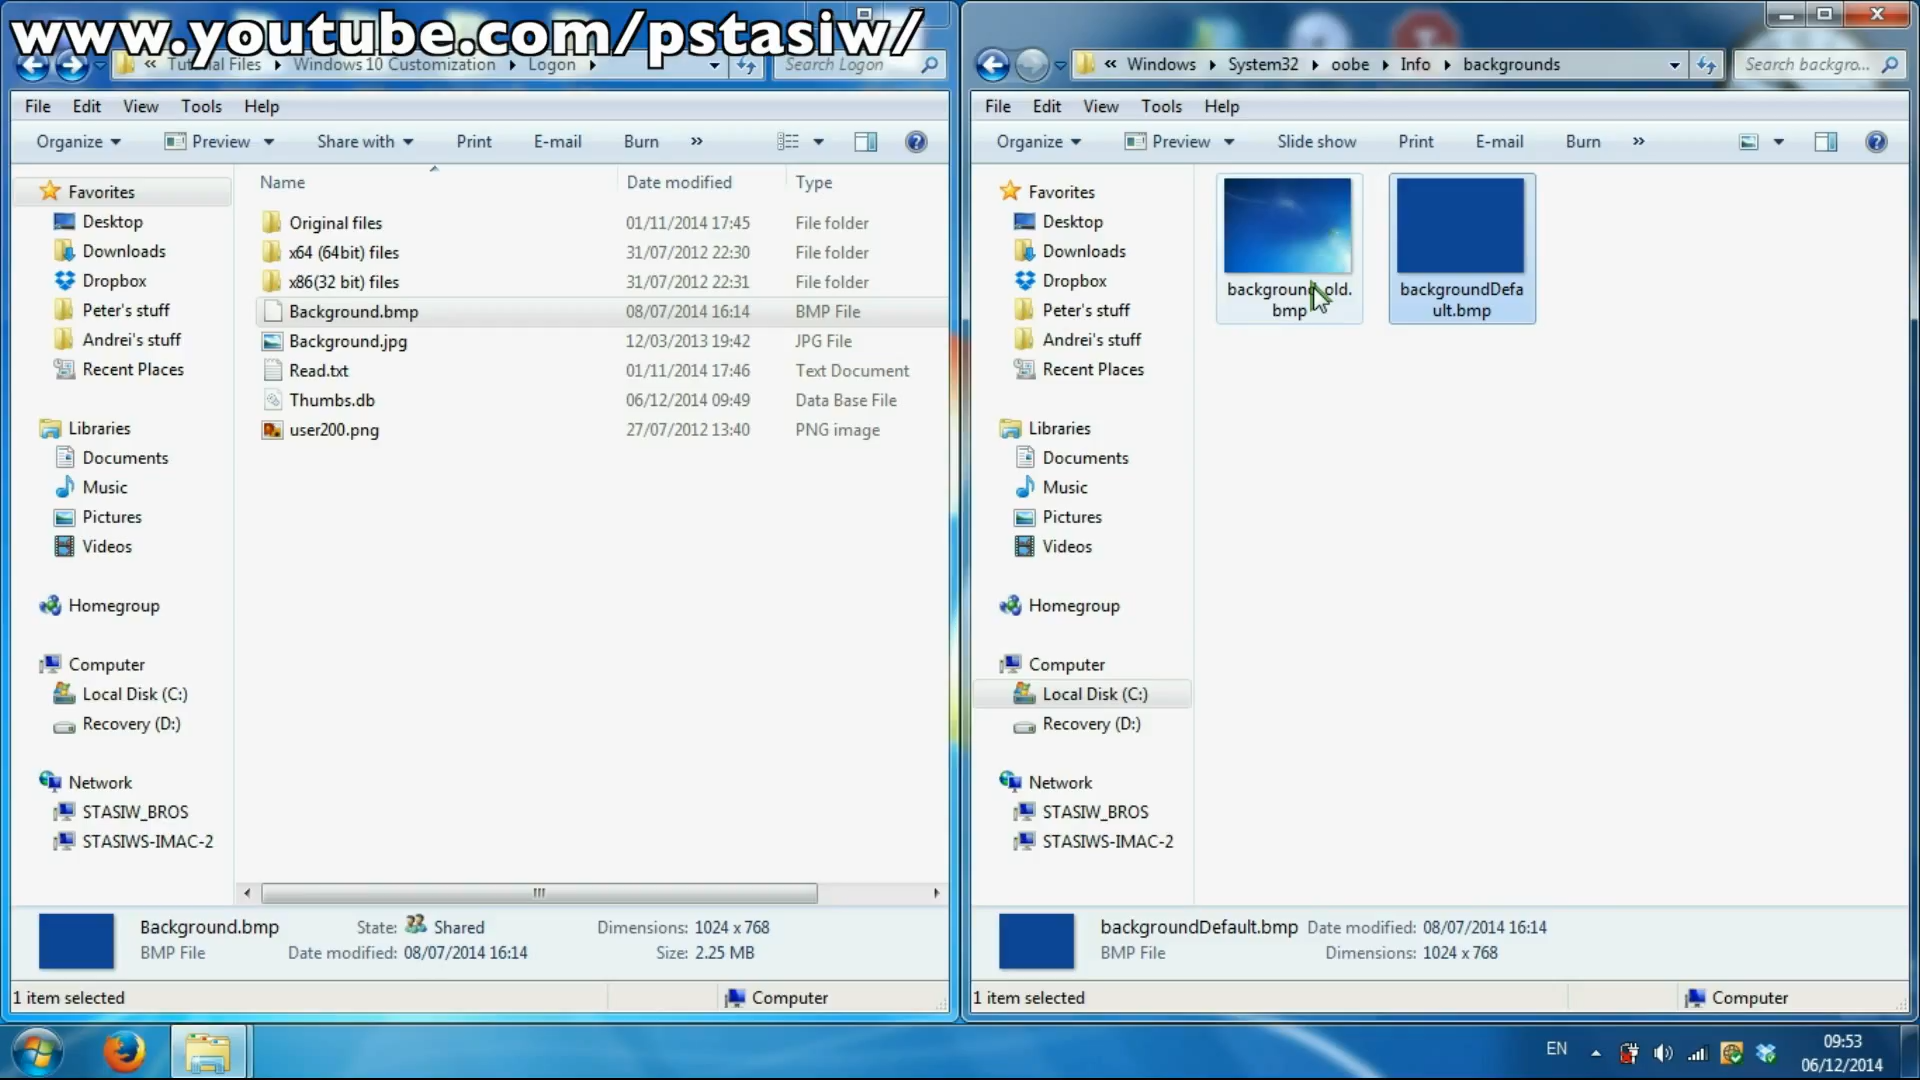 www.youtube.com/pstasiw/
« Tutorial Files ▸ Windows 10 Customization ▸ Logon ▸
Search Logon
File Edit View Tools Help
Organize Preview Share with Print E-mail Burn »
Favorites
Desktop
Downloads
Dropbox
Peter's stuff
Andrei's stuff
Recent Places
Libraries
Documents
Music
Pictures
Videos
Homegroup
Computer
Local Disk (C:)
Recovery (D:)
Network
STASIW_BROS
STASIWS-IMAC-2
Name Date modified Type
Original files 01/11/2014 17:45 File folder
x64 (64bit) files 31/07/2012 22:30 File folder
x86(32 bit) files 31/07/2012 22:31 File folder
Background.bmp 08/07/2014 16:14 BMP File
Background.jpg 12/03/2013 19:42 JPG File
Read.txt 01/11/2014 17:46 Text Document
Thumbs.db 06/12/2014 09:49 Data Base File
user200.png 27/07/2012 13:40 PNG image
Background.bmp State: Shared Dimensions: 1024 x 768
BMP File Date modified: 08/07/2014 16:14 Size: 2.25 MB
1 item selected Computer
« Windows ▸ System32 ▸ oobe ▸ Info ▸ backgrounds
Search backgro...
File Edit View Tools Help
Organize Preview Slide show Print E-mail Burn »
Favorites
Desktop
Downloads
Dropbox
Peter's stuff
Andrei's stuff
Recent Places
Libraries
Documents
Music
Pictures
Videos
Homegroup
Computer
Local Disk (C:)
Recovery (D:)
Network
STASIW_BROS
STASIWS-IMAC-2
background_old.
bmp
backgroundDefa
ult.bmp
backgroundDefault.bmp Date modified: 08/07/2014 16:14
BMP File Dimensions: 1024 x 768
1 item selected Computer
EN
09:53
06/12/2014